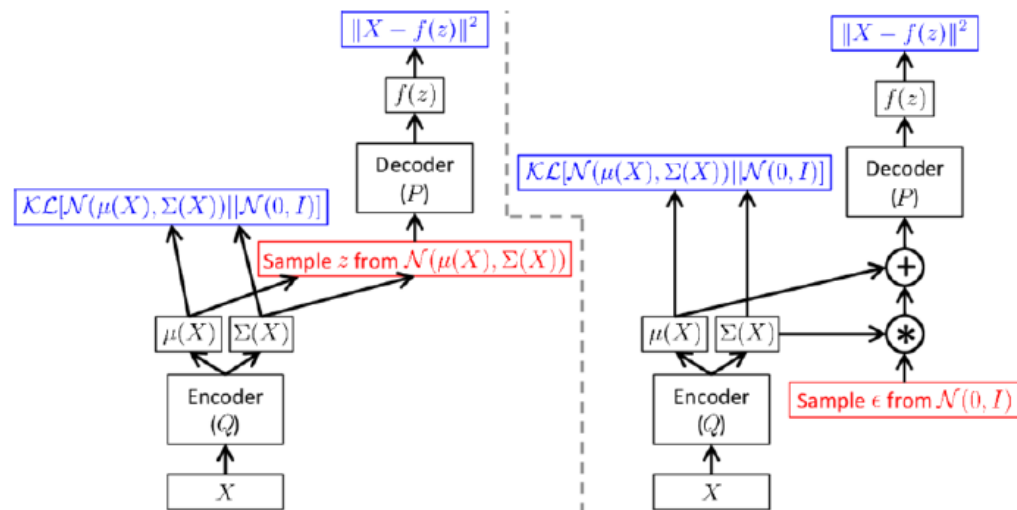 ‖X − f(z)‖²
f(z)
Decoder
(P)
𝒦ℒ[𝒩(μ(X), Σ(X))||𝒩(0, I)]
Sample z from 𝒩(μ(X), Σ(X))
μ(X)
Σ(X)
Encoder
(Q)
X
‖X − f(z)‖²
f(z)
Decoder
(P)
𝒦ℒ[𝒩(μ(X), Σ(X))||𝒩(0, I)]
+
μ(X)
Σ(X)
*
Sample ϵ from 𝒩(0, I)
Encoder
(Q)
X